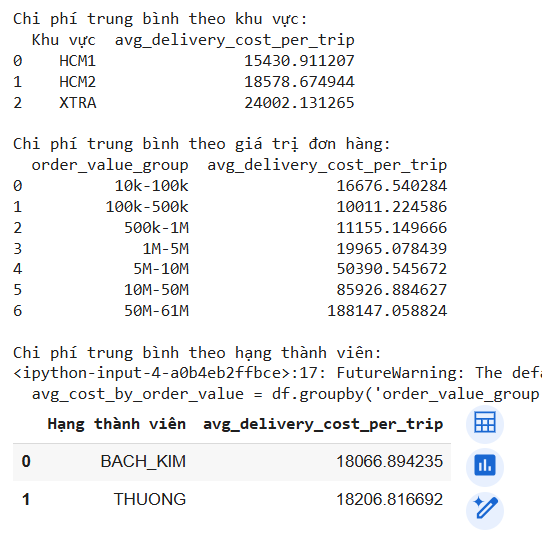 Chi phí trung bình theo khu vực:
Khu vực avg_delivery_cost_per_trip
0 HCM1 15430.911207
1 HCM2 18578.674944
2 XTRA 24002.131265
Chi phí trung bình theo giá trị đơn hàng:
order_value_group avg_delivery_cost_per_trip
0 10k-100k 16676.540284
1 100k-500k 10011.224586
2 500k-1M 11155.149666
3 1M-5M 19965.078439
4 5M-10M 50390.545672
5 10M-50M 85926.884627
6 50M-61M 188147.058824
Chi phí trung bình theo hạng thành viên:
<ipython-input-4-a0b4eb2ffbce>:17: FutureWarning: The defa
avg_cost_by_order_value = df.groupby('order_value_group
Hạng thành viên avg_delivery_cost_per_trip
0 BACH_KIM 18066.894235
1 THUONG 18206.816692